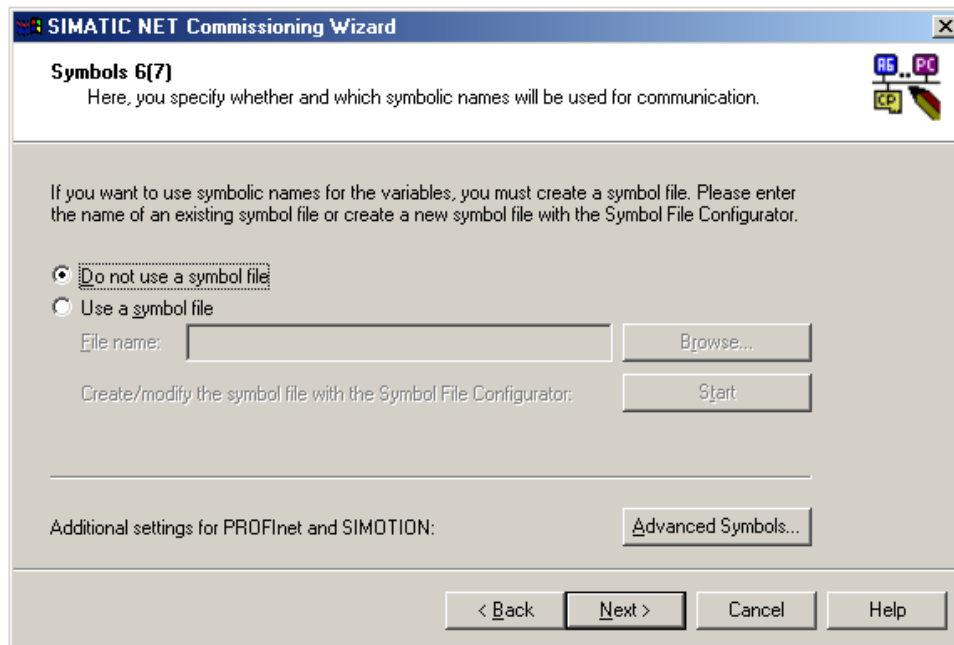 SIMATIC NET Commissioning Wizard
Symbols 6(7)
Here, you specify whether and which symbolic names will be used for communication.
AG..PC
CP
If you want to use symbolic names for the variables, you must create a symbol file. Please enter
the name of an existing symbol file or create a new symbol file with the Symbol File Configurator.
Do not use a symbol file
Use a symbol file
File name:
Browse...
Create/modify the symbol file with the Symbol File Configurator:
Start
Additional settings for PROFInet and SIMOTION:
Advanced Symbols...
< Back
Next >
Cancel
Help